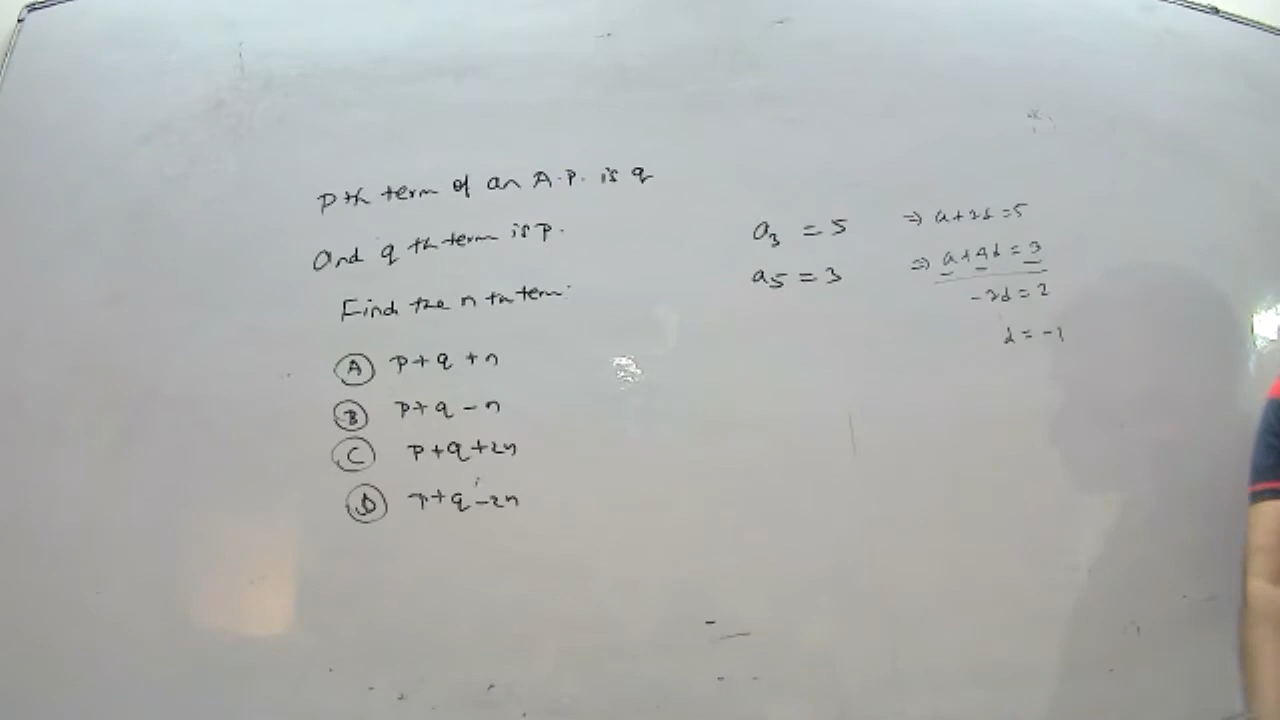 Pth term of an A.P. is q
and q th term is p.
Find the n th term.
(A) p+q+n
(B) p+q-n
(C) p+q+2n
(D) p+q-2n
a₃ = 5 ⇒ a+2d=5
a₅ = 3 ⇒ a+4d=3
-2d=2
d=-1